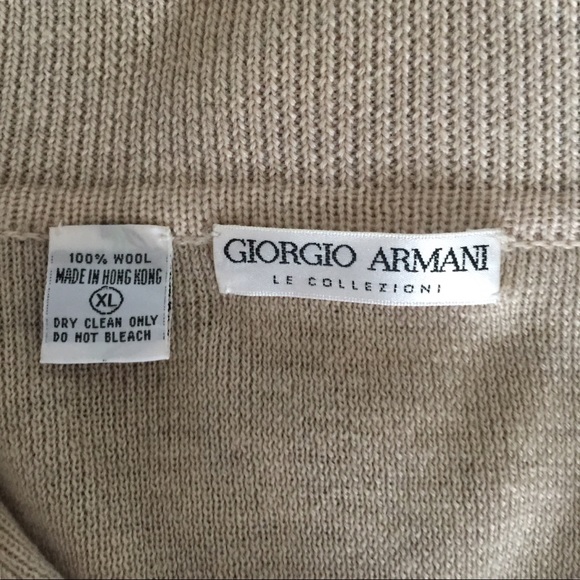 100% WOOL
MADE IN HONG KONG
XL
DRY CLEAN ONLY
DO NOT BLEACH
GIORGIO ARMANI
LE COLLEZIONI